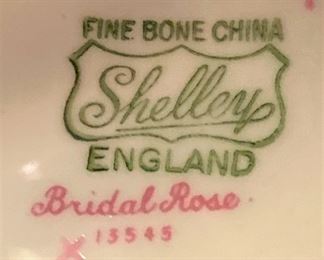 FINE BONE CHINA
Shelley
ENGLAND
Bridal Rose.
13545